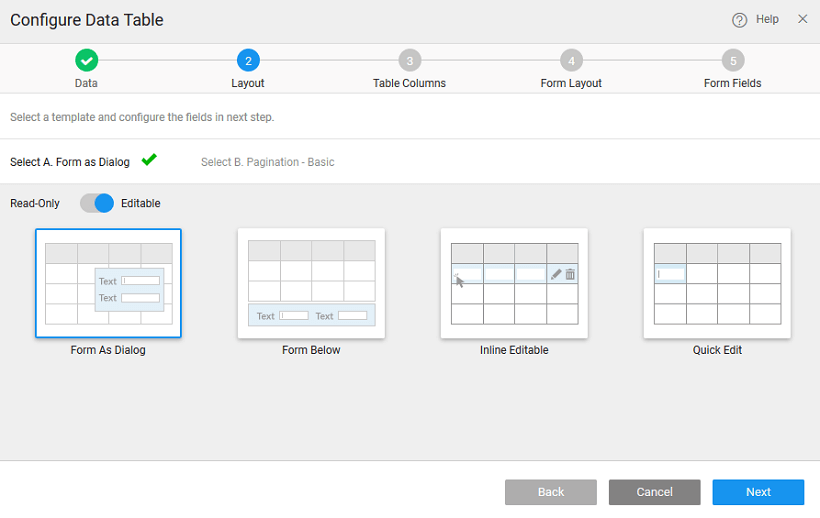 Configure Data Table
Help
2
3
4
5
Data
Layout
Table Columns
Form Layout
Form Fields
Select a template and configure the fields in next step.
Select A. Form as Dialog
Select B. Pagination - Basic
Read-Only
Editable
Text
Text
Text
Text
Form As Dialog
Form Below
Inline Editable
Quick Edit
Back
Cancel
Next